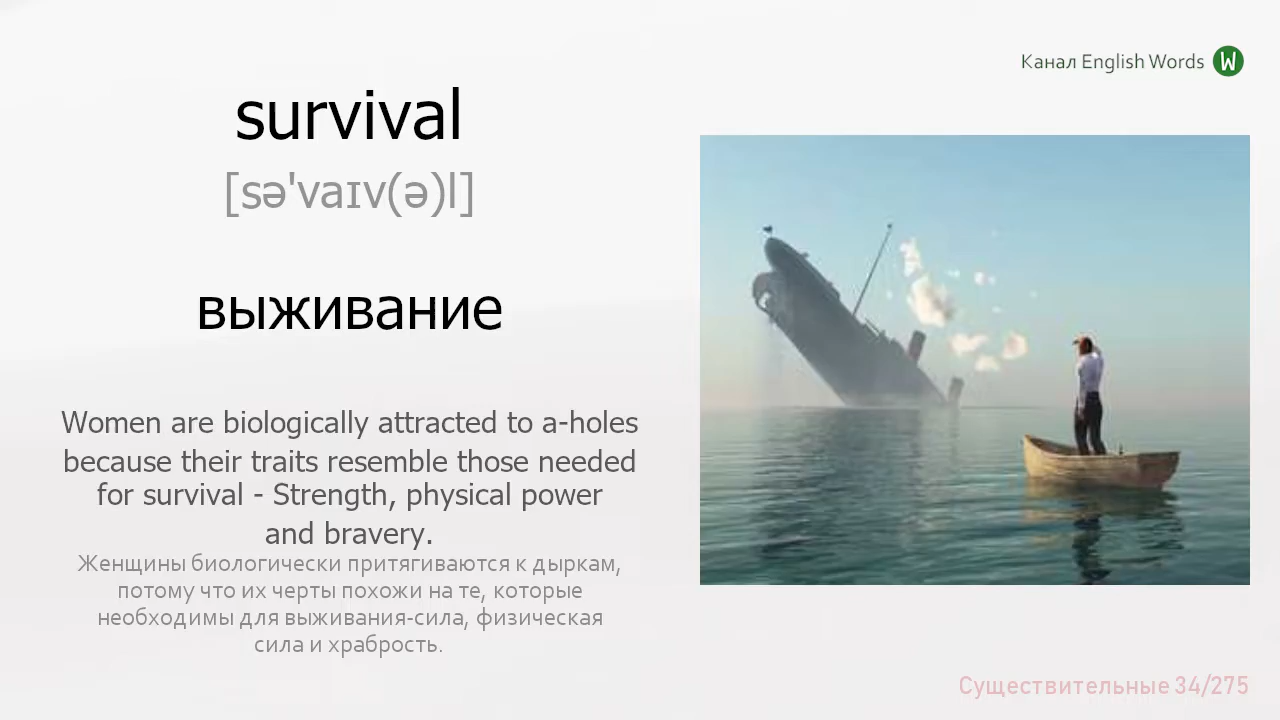 Канал English Words W
survival
[sə'vaɪv(ə)l]
выживание
Women are biologically attracted to a-holes
because their traits resemble those needed
for survival - Strength, physical power
and bravery.
Женщины биологически притягиваются к дыркам,
потому что их черты похожи на те, которые
необходимы для выживания-сила, физическая
сила и храбрость.
Существительные 34/275